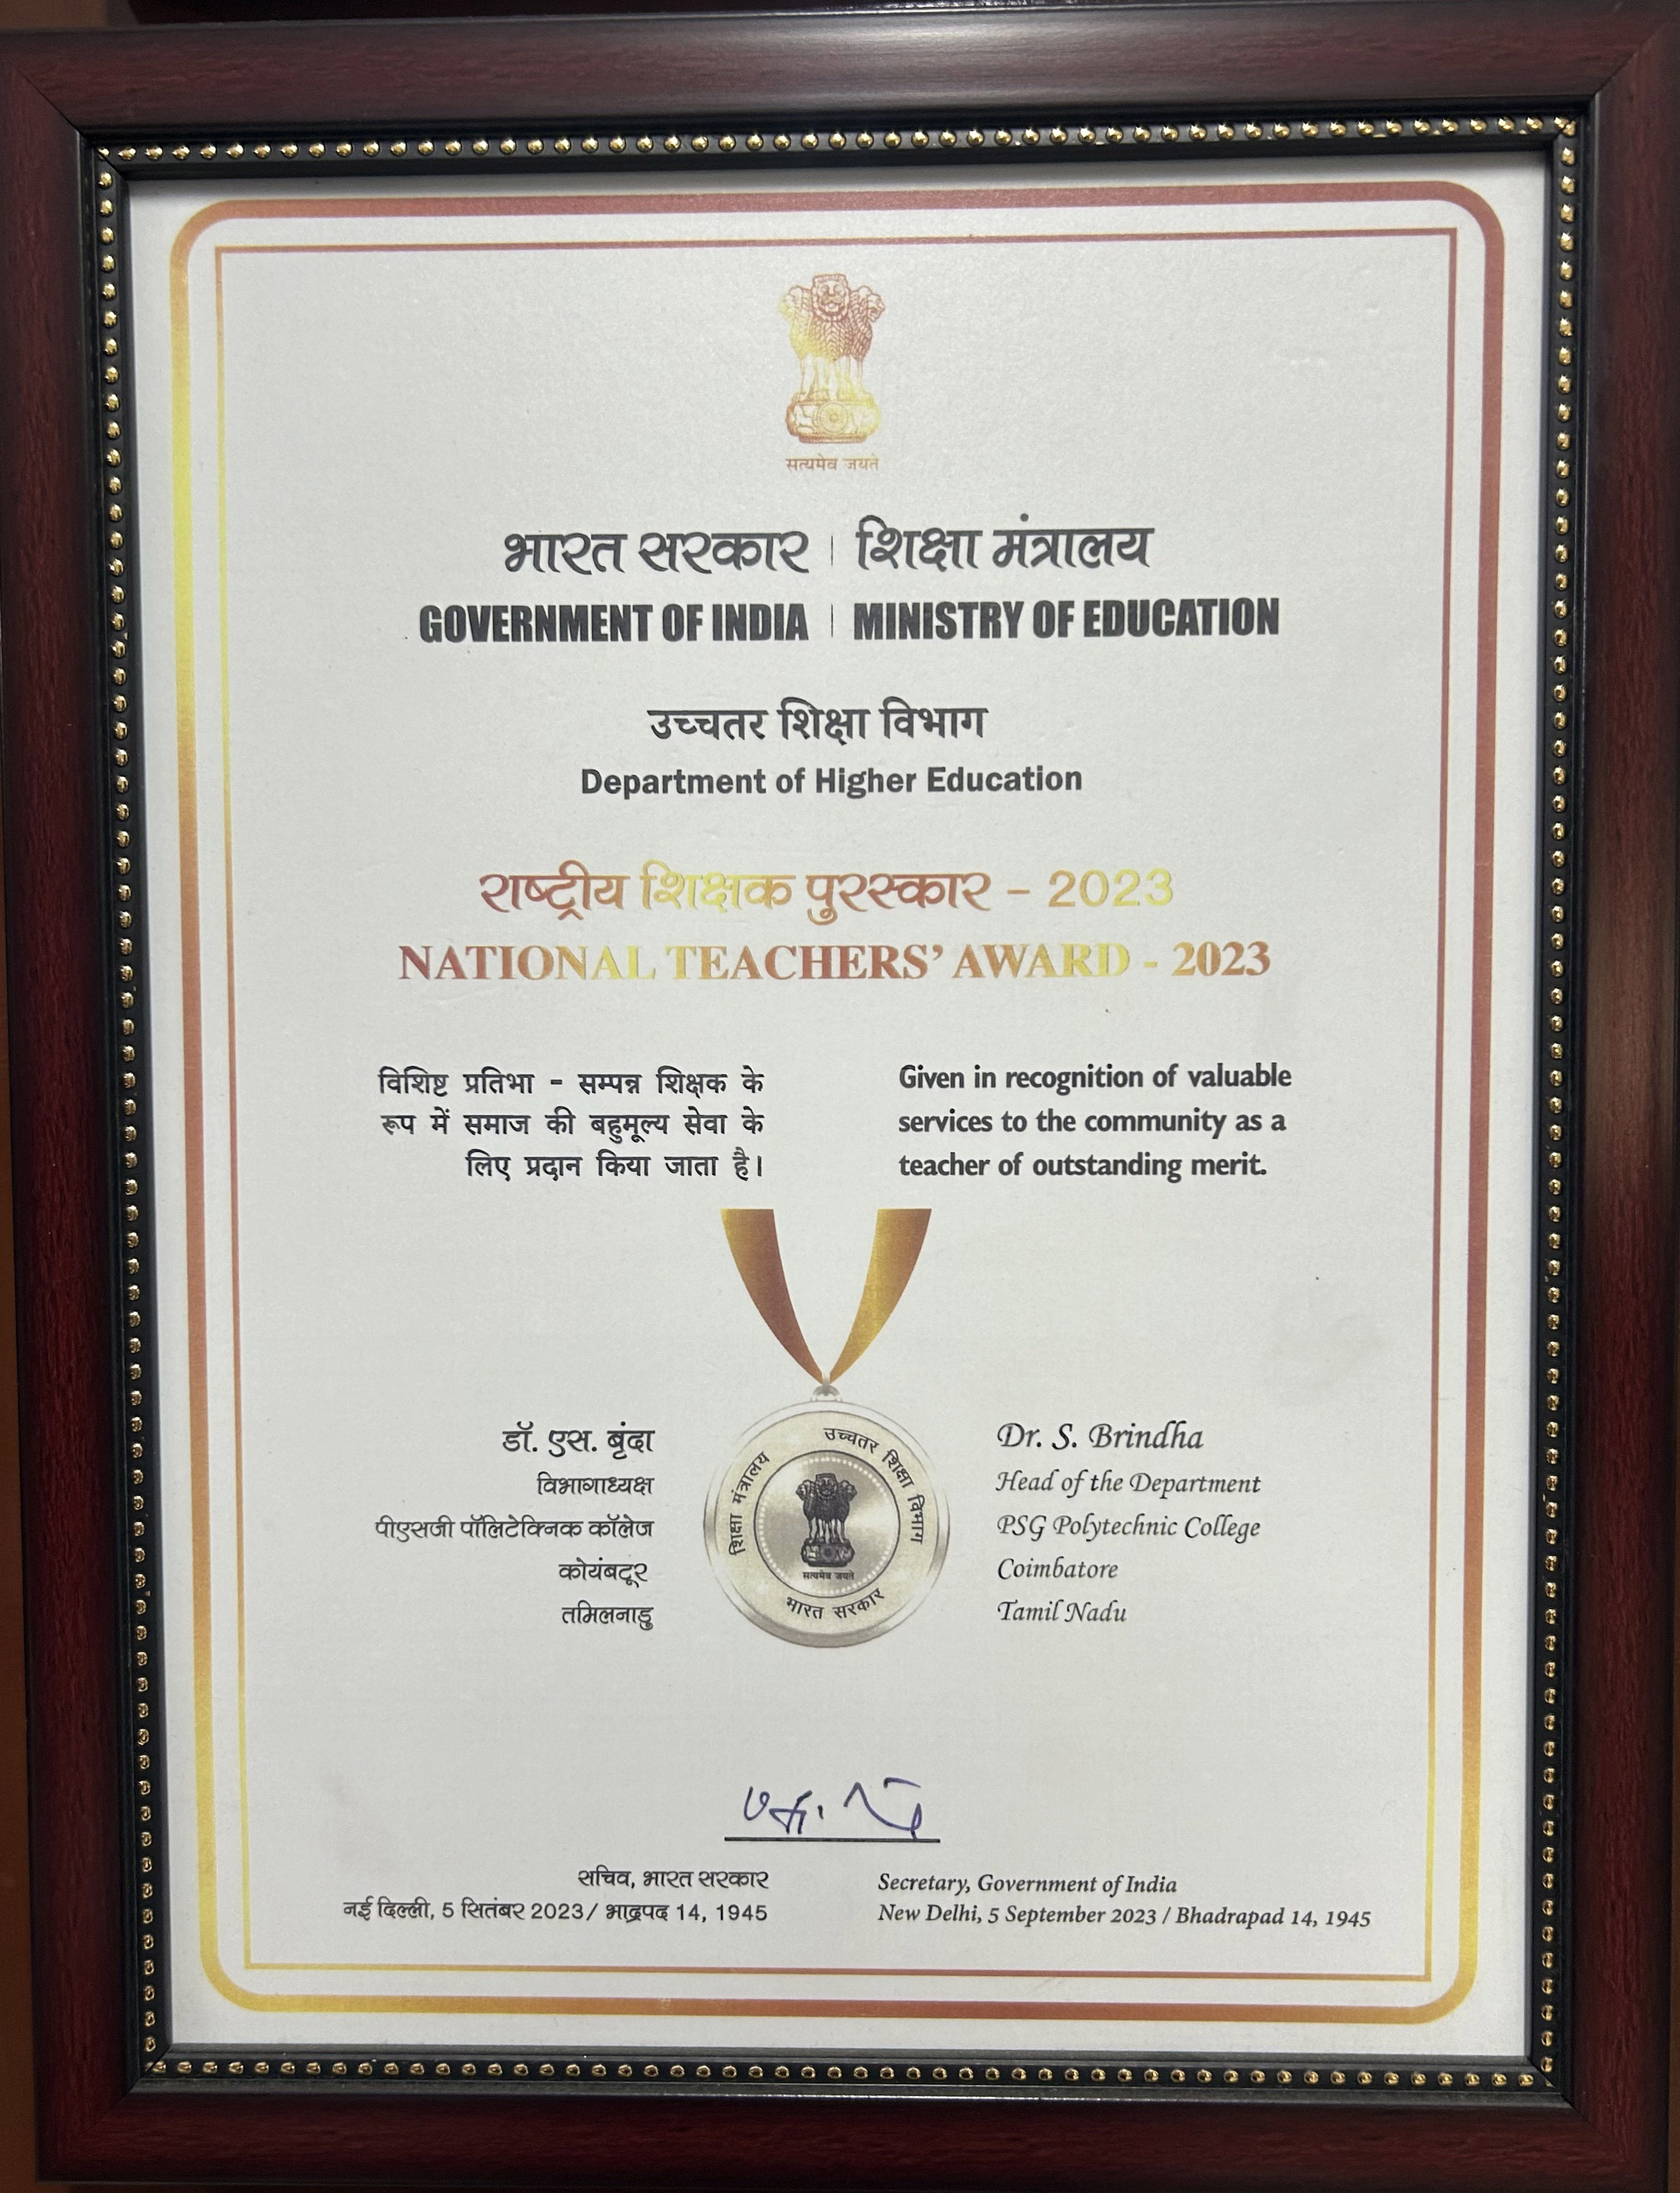 सत्यमेव जयते
भारत सरकार | शिक्षा मंत्रालय
GOVERNMENT OF INDIA | MINISTRY OF EDUCATION
उच्चतर शिक्षा विभाग
Department of Higher Education
राष्ट्रीय शिक्षक पुरस्कार - 2023
NATIONAL TEACHERS' AWARD - 2023
विशिष्ट प्रतिभा - सम्पन्न शिक्षक के
रूप में समाज की बहुमूल्य सेवा के
लिए प्रदान किया जाता है।
Given in recognition of valuable
services to the community as a
teacher of outstanding merit.
डॉ. एस. बृंदा
विभागाध्यक्ष
पीएसजी पॉलिटेक्निक कॉलेज
कोयंबटूर
तमिलनाडु
शिक्षा मंत्रालय
उच्चतर शिक्षा विभाग
सत्यमेव जयते
भारत सरकार
Dr. S. Brindha
Head of the Department
PSG Polytechnic College
Coimbatore
Tamil Nadu
सचिव, भारत सरकार
नई दिल्ली, 5 सितंबर 2023/ भाद्रपद 14, 1945
Secretary, Government of India
New Delhi, 5 September 2023 / Bhadrapad 14, 1945